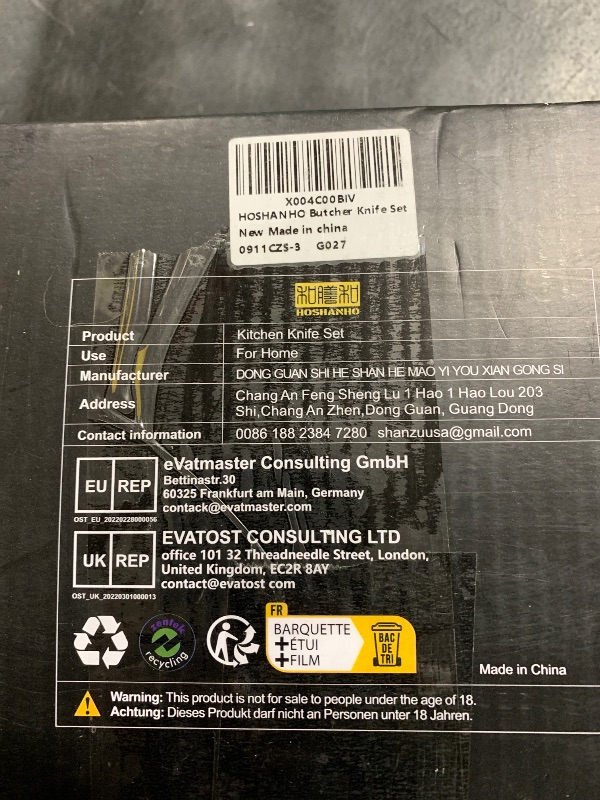 X004C00BIV
HOSHANHO Butcher Knife Set
New Made in china
0911CZS-3 G027
HOSHANHO
Product Kitchen Knife Set
Use For Home
Manufacturer DONG GUAN SHI HE SHAN HE MAO YI YOU XIAN GONG SI
Address Chang An Feng Sheng Lu 1 Hao 1 Hao Lou 203
Shi,Chang An Zhen,Dong Guan, Guang Dong
Contact information 0086 188 2384 7280 shanzuusa@gmail.com
EU REP
eVatmaster Consulting GmbH
Bettinastr.30
60325 Frankfurt am Main, Germany
contack@evatmaster.com
OST_EU_20220228000056
UK REP
EVATOST CONSULTING LTD
office 101 32 Threadneedle Street, London,
United Kingdom, EC2R 8AY
contact@evatost com
OST_UK_20220301000013
zentek
recycling
FR
BARQUETTE
+ÉTUI
+FILM
BAC
DE
TRI
Made in China
Warning: This product is not for sale to people under the age of 18.
Achtung: Dieses Produkt darf nicht an Personen unter 18 Jahren.